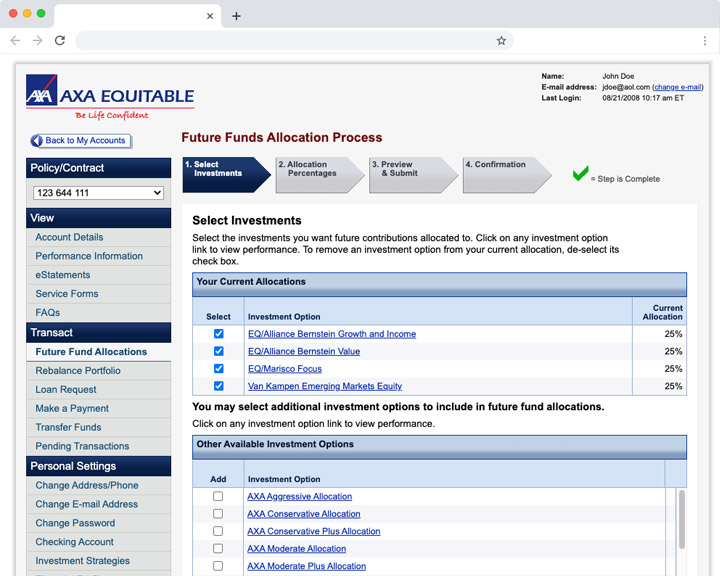 Name: John Doe
E-mail address: jdoe@aol.com (change e-mail)
Last Login: 08/21/2008 10:17 am ET
AXA AXA EQUITABLE
Be Life Confident
Back to My Accounts
Future Funds Allocation Process
1. Select
Investments
2. Allocation
Percentages
3. Preview
& Submit
4. Confirmation
= Step is Complete
Policy/Contract
123 644 111
View
Account Details
Performance Information
eStatements
Service Forms
FAQs
Transact
Future Fund Allocations
Rebalance Portfolio
Loan Request
Make a Payment
Transfer Funds
Pending Transactions
Personal Settings
Change Address/Phone
Change E-mail Address
Change Password
Checking Account
Investment Strategies
Select Investments
Select the investments you want future contributions allocated to. Click on any investment option
link to view performance. To remove an investment option from your current allocation, de-select its
check box.
Your Current Allocations
Select Investment Option Current
Allocation
EQ/Alliance Bernstein Growth and Income 25%
EQ/Alliance Bernstein Value 25%
EQ/Marisco Focus 25%
Van Kampen Emerging Markets Equity 25%
You may select additional investment options to include in future fund allocations.
Click on any investment option link to view performance.
Other Available Investment Options
Add Investment Option
AXA Aggressive Allocation
AXA Conservative Allocation
AXA Conservative Plus Allocation
AXA Moderate Allocation
AXA Moderate Plus Allocation